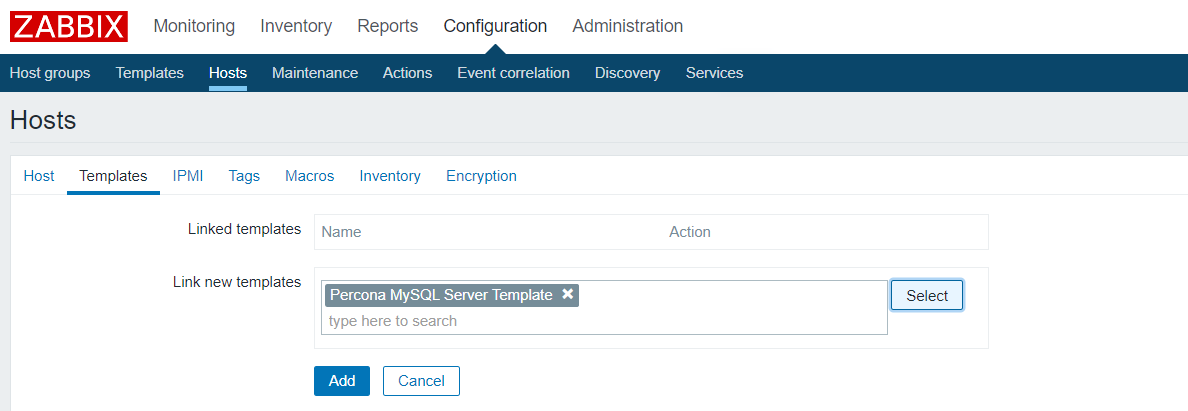 ZABBIX Monitoring Inventory Reports Configuration Administration
Host groups Templates Hosts Maintenance Actions Event correlation Discovery Services
Hosts
Host Templates IPMI Tags Macros Inventory Encryption
Linked templates Name Action
Link new templates
Percona MySQL Server Template Select
type here to search
Add Cancel